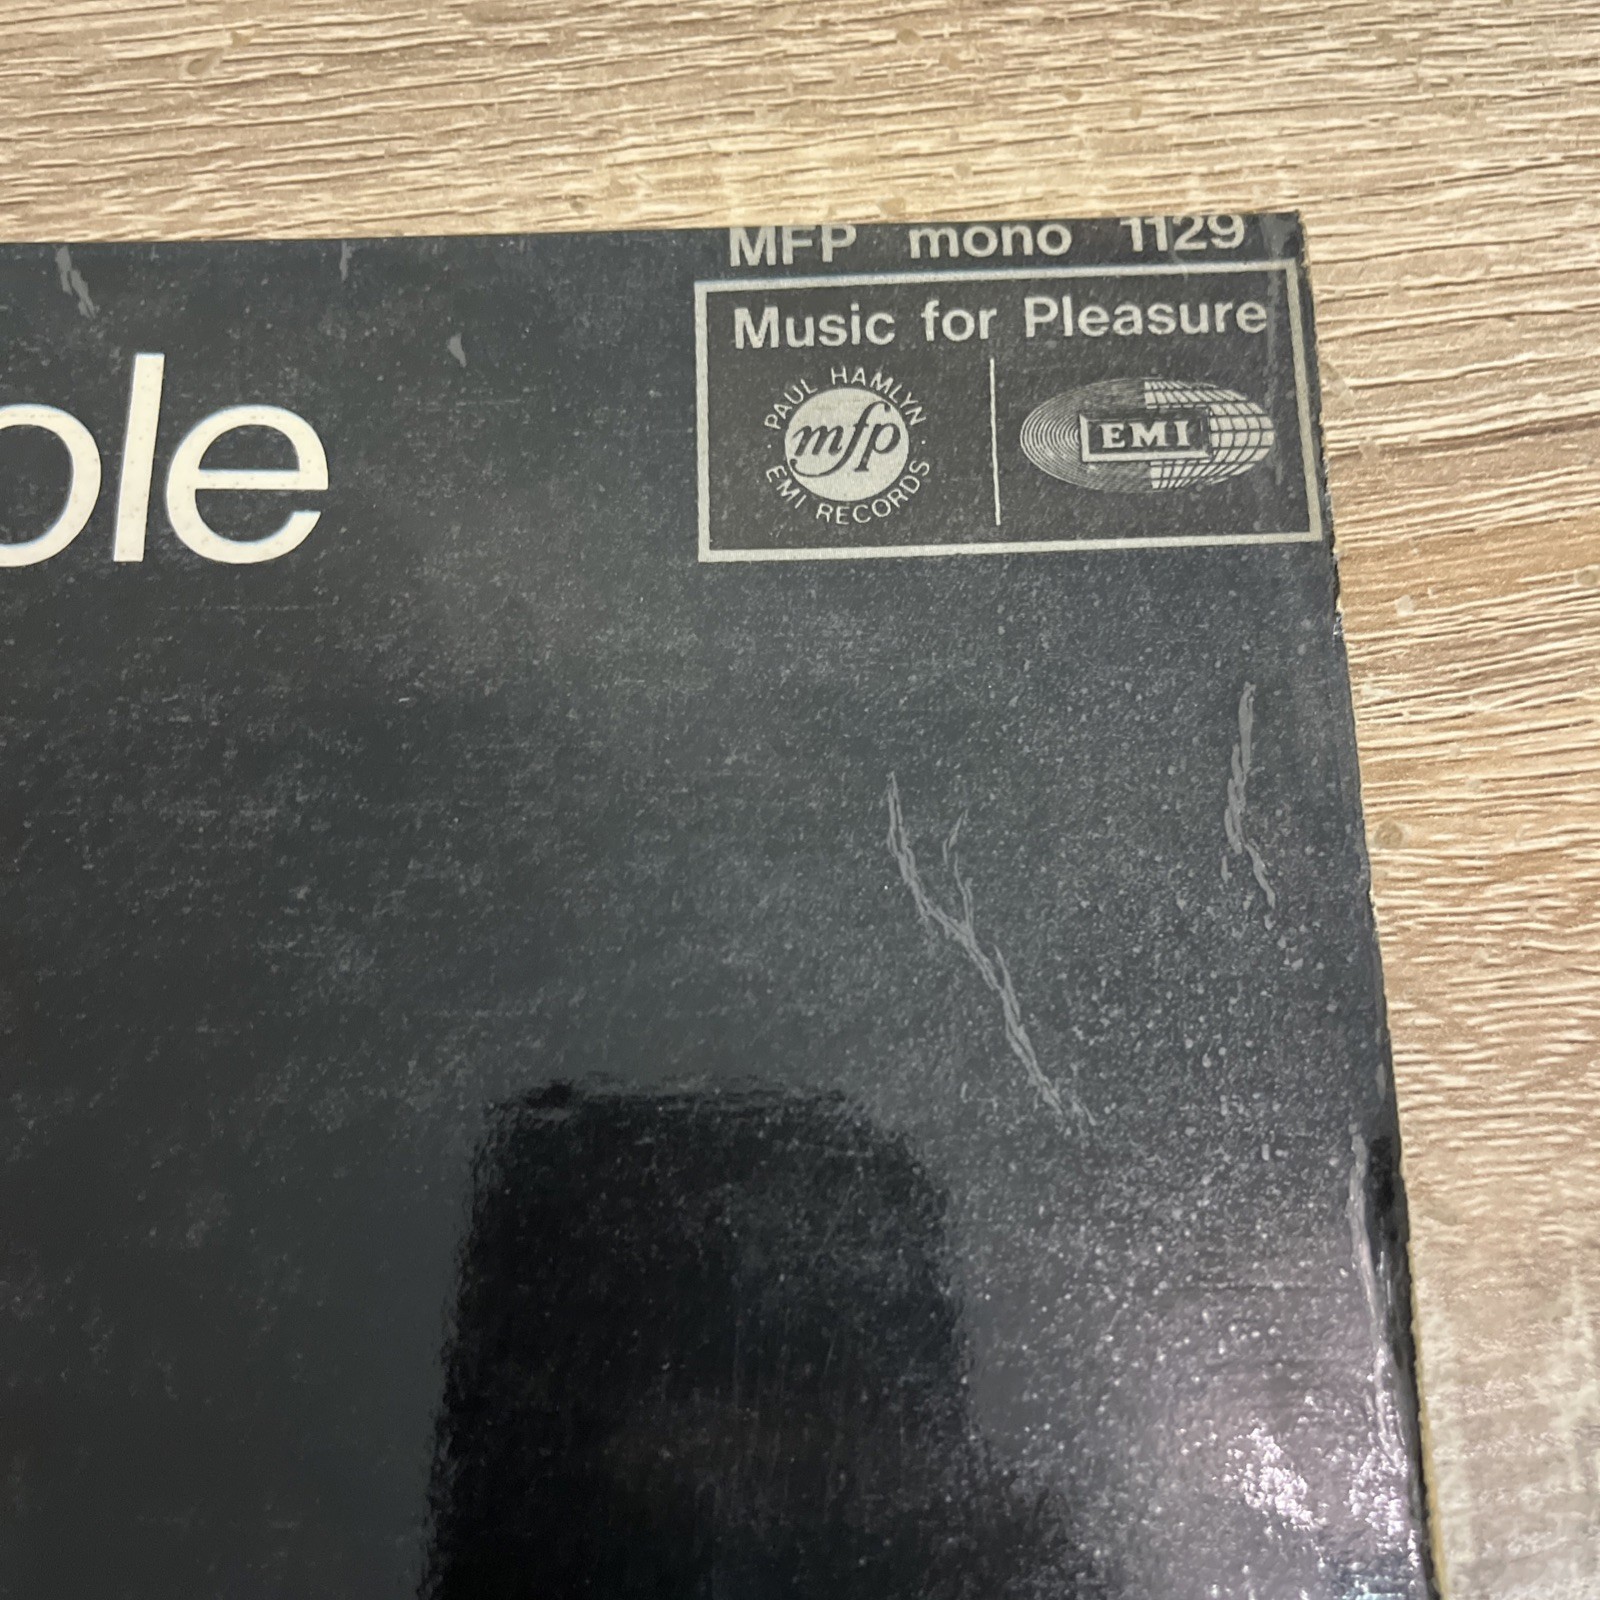 MFP mono 1129
Music for Pleasure
PAUL HAMLYN
mfp
EMI RECORDS
EMI
ole